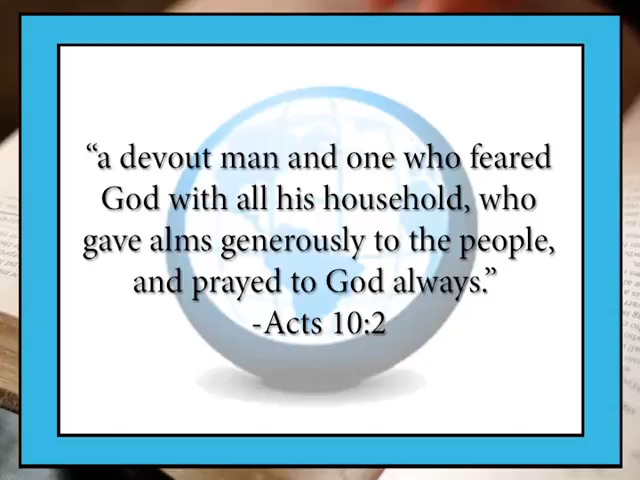 “a devout man and one who feared
God with all his household, who
gave alms generously to the people,
and prayed to God always.”
-Acts 10:2